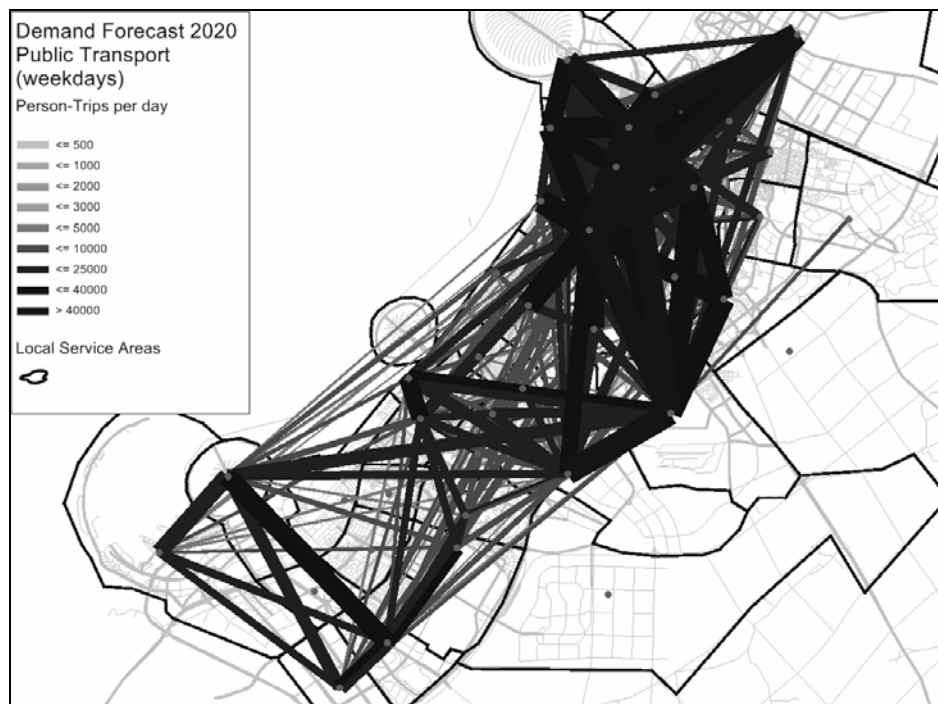 Demand Forecast 2020
Public Transport
(weekdays)
Person-Trips per day
<= 500
<= 1000
<= 2000
<= 3000
<= 5000
<= 10000
<= 25000
<= 40000
> 40000
Local Service Areas